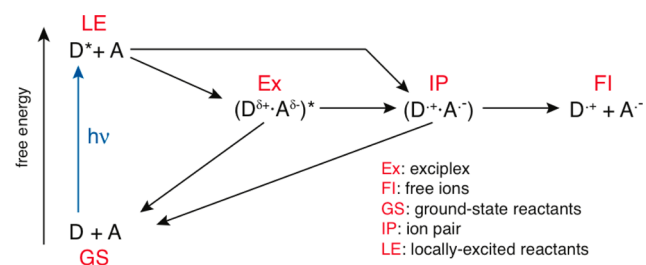 LE
D*+ A
Ex
IP
FI
(Dδ+·Aδ-)*
(D·+·A·-)
D·+ + A·-
free energy
hν
Ex: exciplex
FI: free ions
GS: ground-state reactants
IP: ion pair
LE: locally-excited reactants
D + A
GS